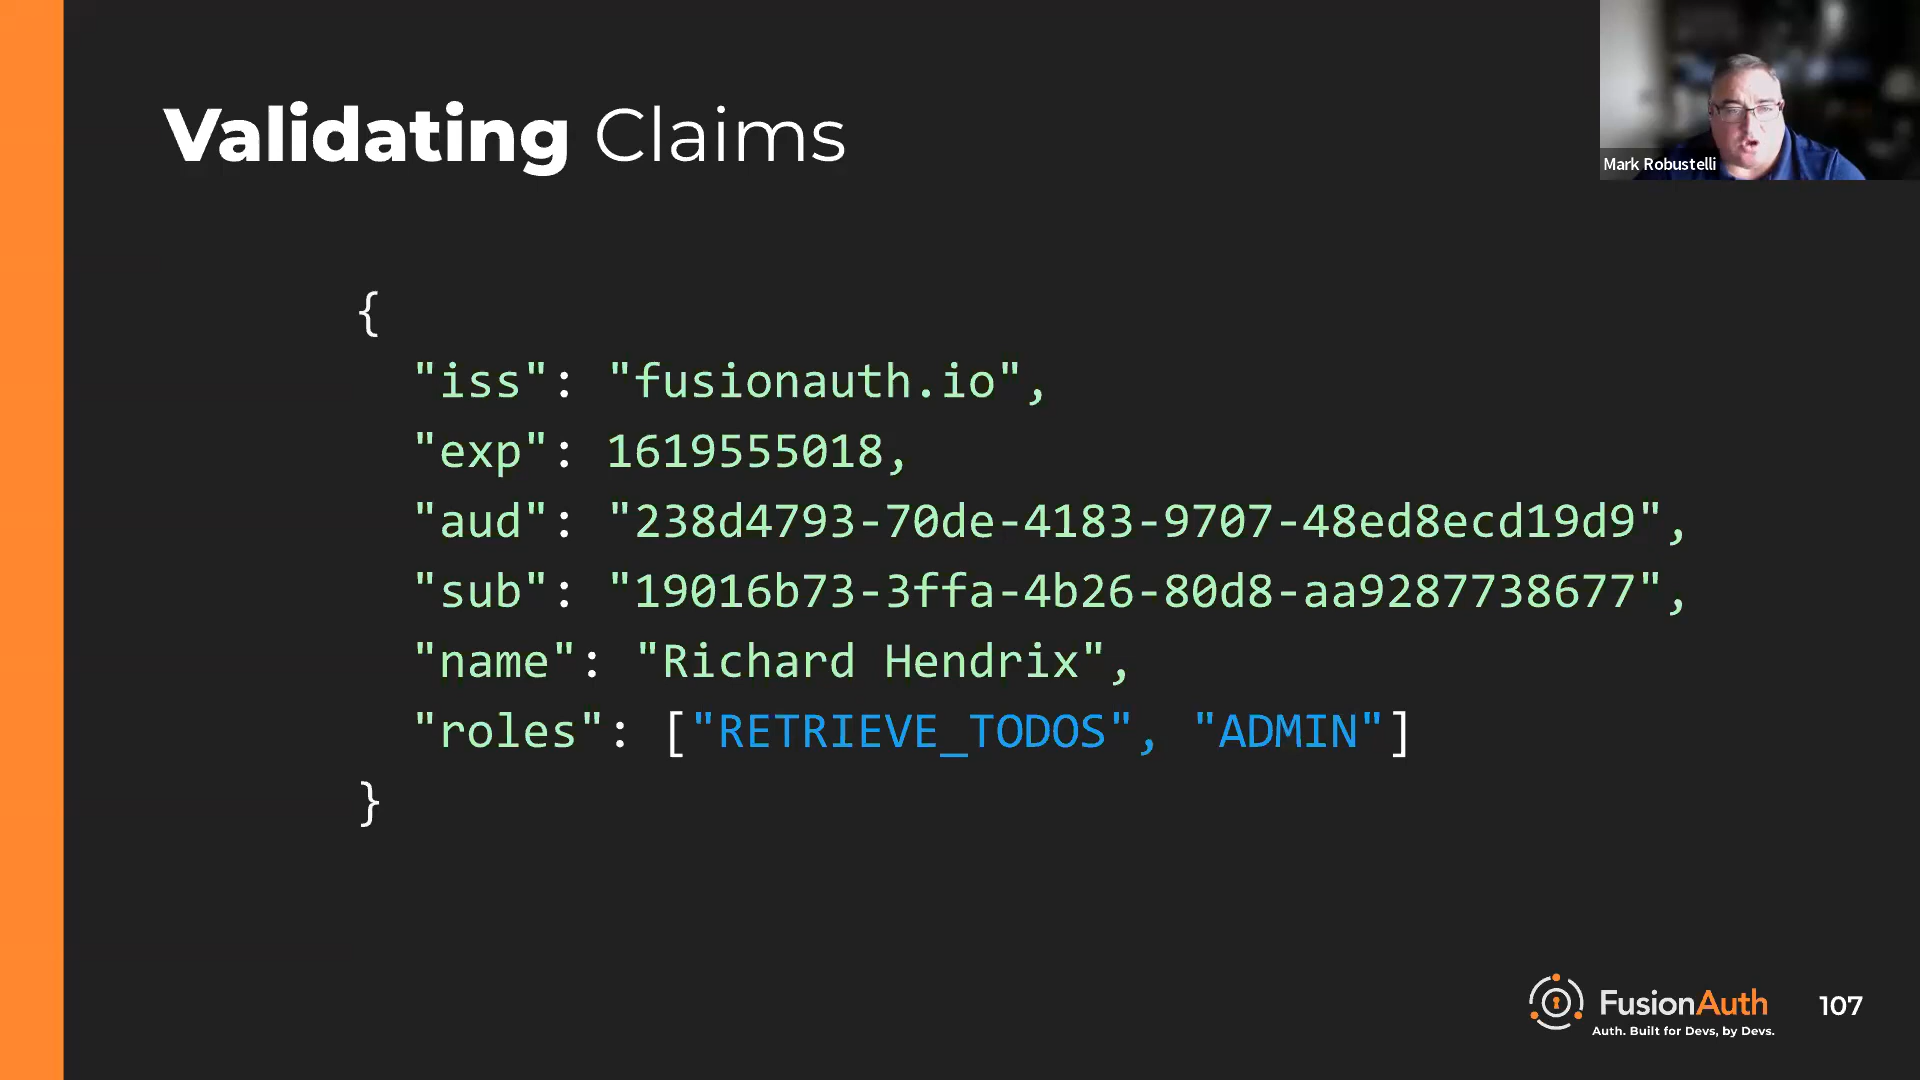 Validating Claims
Mark Robustelli
{
"iss": "fusionauth.io",
"exp": 1619555018,
"aud": "238d4793-70de-4183-9707-48ed8ecd19d9",
"sub": "19016b73-3ffa-4b26-80d8-aa9287738677",
"name": "Richard Hendrix",
"roles": ["RETRIEVE_TODOS", "ADMIN"]
}
FusionAuth
Auth. Built for Devs, by Devs.
107